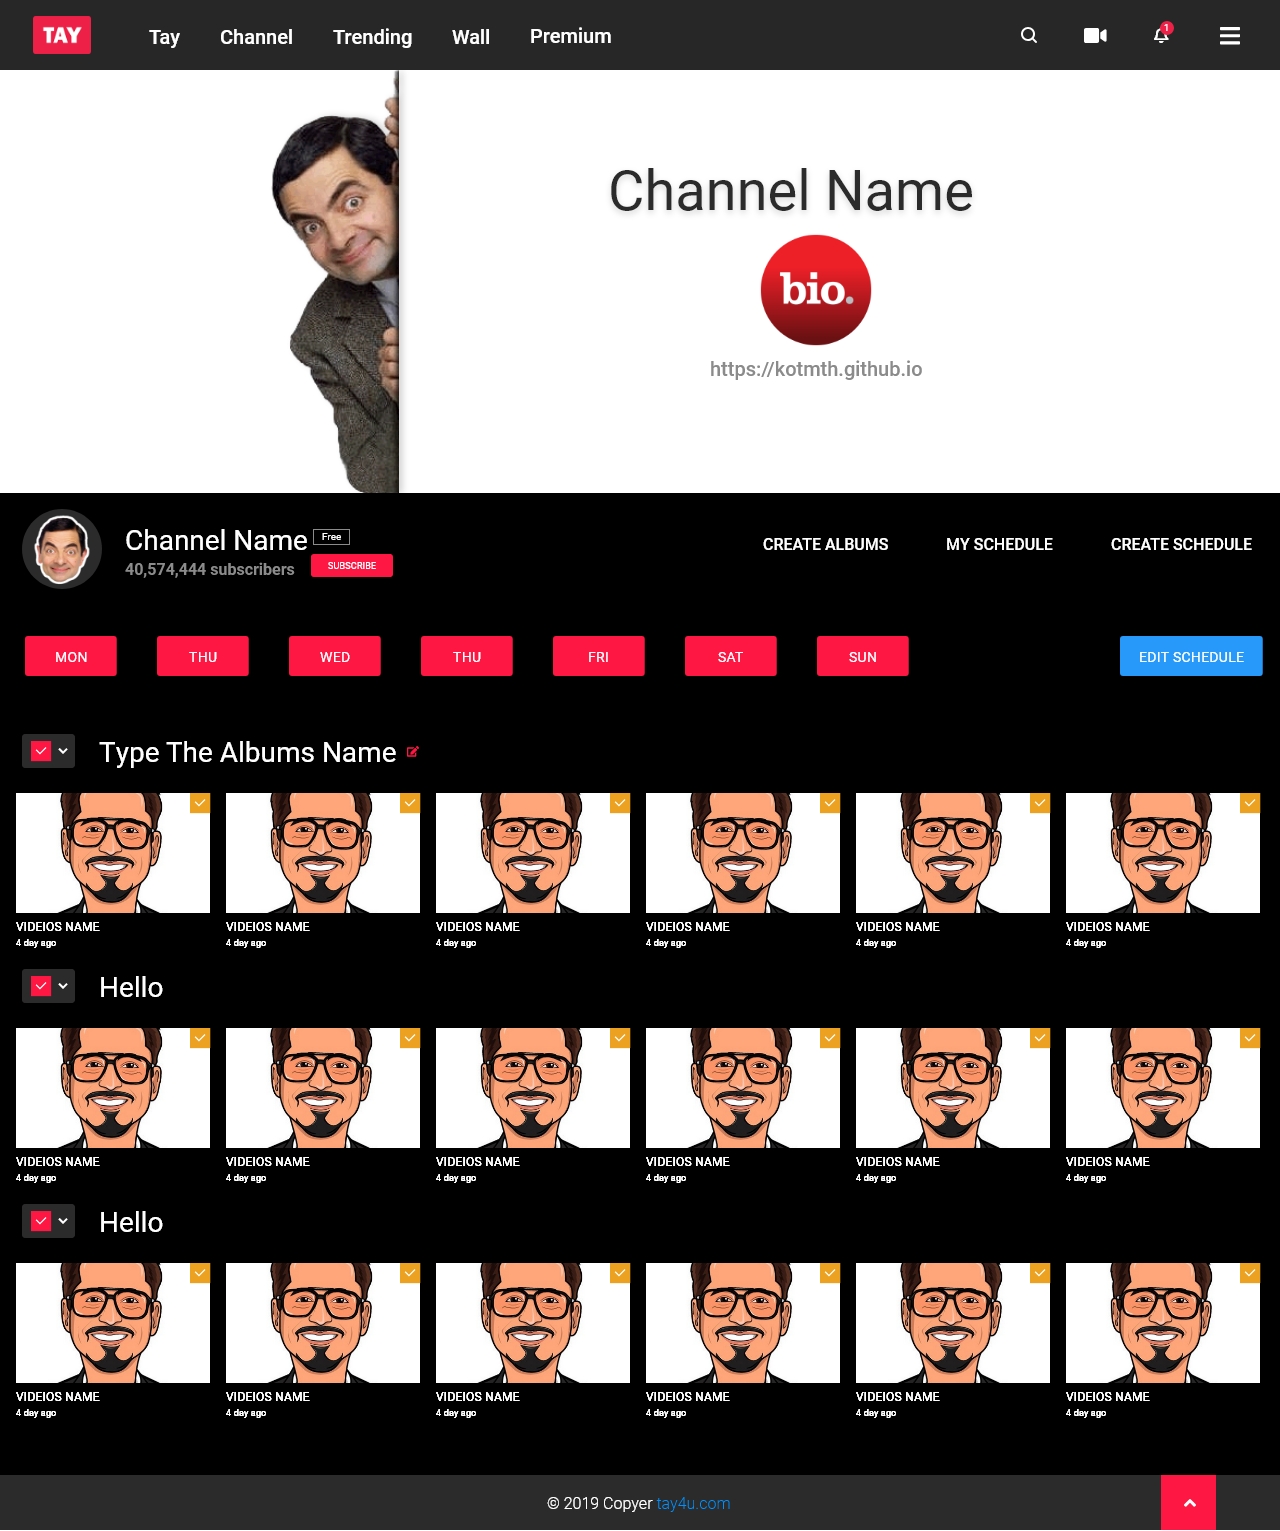 TAY Tay Channel Trending Wall Premium 1
Channel Name
bio.
https://kotmth.github.io
Channel Name Free
40,574,444 subscribers SUBSCRIBE
CREATE ALBUMS MY SCHEDULE CREATE SCHEDULE
MON THU WED THU FRI SAT SUN EDIT SCHEDULE
Type The Albums Name
VIDEIOS NAME VIDEIOS NAME VIDEIOS NAME VIDEIOS NAME VIDEIOS NAME VIDEIOS NAME
4 day ago 4 day ago 4 day ago 4 day ago 4 day ago 4 day ago
Hello
VIDEIOS NAME VIDEIOS NAME VIDEIOS NAME VIDEIOS NAME VIDEIOS NAME VIDEIOS NAME
4 day ago 4 day ago 4 day ago 4 day ago 4 day ago 4 day ago
Hello
VIDEIOS NAME VIDEIOS NAME VIDEIOS NAME VIDEIOS NAME VIDEIOS NAME VIDEIOS NAME
4 day ago 4 day ago 4 day ago 4 day ago 4 day ago 4 day ago
© 2019 Copyer tay4u.com